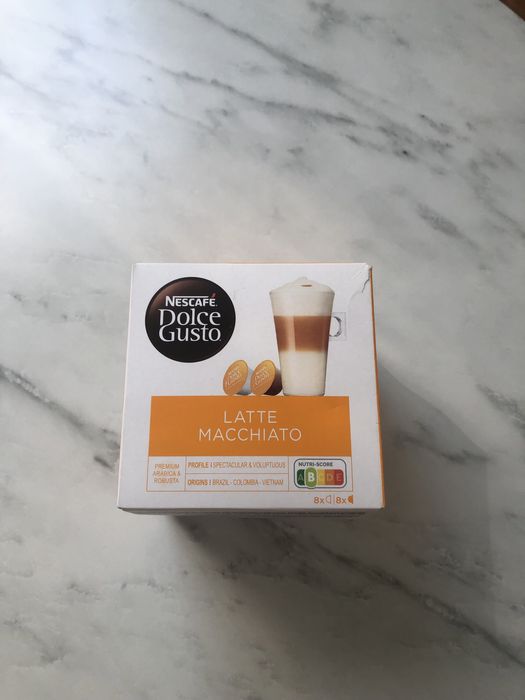 NESCAFÉ
DOLCE
GUSTO
LATTE
MACCHIATO
PREMIUM
ARABICA &
ROBUSTA
PROFILE | SPECTACULAR & VOLUPTUOUS
ORIGINS | BRAZIL - COLOMBIA - VIETNAM
NUTRI-SCORE
A B C D E
8x | 8x